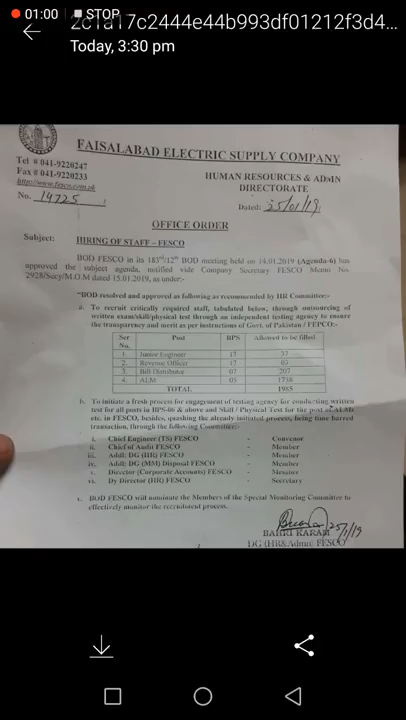 01:00 STOP
2c1a17c2444e44b993df01212f3d4...
Today, 3:30 pm
FAISALABAD ELECTRIC SUPPLY COMPANY
Tel # 041-9220247
Fax # 041-9220233
http://www.fesco.com.pk
No. 14725
HUMAN RESOURCES & ADMN
DIRECTORATE
Dated: 25/01/19
OFFICE ORDER
Subject: HIRING OF STAFF – FESCO
BOD FESCO in its 183rd/12th BOD meeting held on 14.01.2019 (Agenda-6) has
approved the subject agenda, notified vide Company Secretary FESCO Memo No.
2928/Secy/M.O.M dated 15.01.2019, as under:-
"BOD resolved and approved as following as recommended by HR Committee:-
a. To recruit critically required staff, tabulated below, through outsourcing of
written exam/skill/physical test through an independent testing agency to ensure
the transparency and merit as per instructions of Govt. of Pakistan / PEPCO:-
Ser No. Post BPS Allowed to be filled
1. Junior Engineer 17 37
2. Revenue Officer 17 03
3. Bill Distributor 07 207
4. ALM 05 1738
TOTAL 1985
b. To initiate a fresh process for engagement of testing agency for conducting written
test for all posts in BPS-06 & above and Skill / Physical Test for the post of ALMs
etc. in FESCO, besides, quashing the already initiated process, being time barred
transaction, through the following Committee:-
i. Chief Engineer (TS) FESCO - Convenor
ii. Chief of Audit FESCO - Member
iii. Addl: DG (HR) FESCO - Member
iv. Addl: DG (MM) Disposal FESCO - Member
v. Director (Corporate Accounts) FESCO - Member
vi. Dy Director (HR) FESCO - Secretary
c. BOD FESCO will nominate the Members of the Special Monitoring Committee to
effectively monitor the recruitment process.
25/1/19
DG (HR&Admn) FESCO